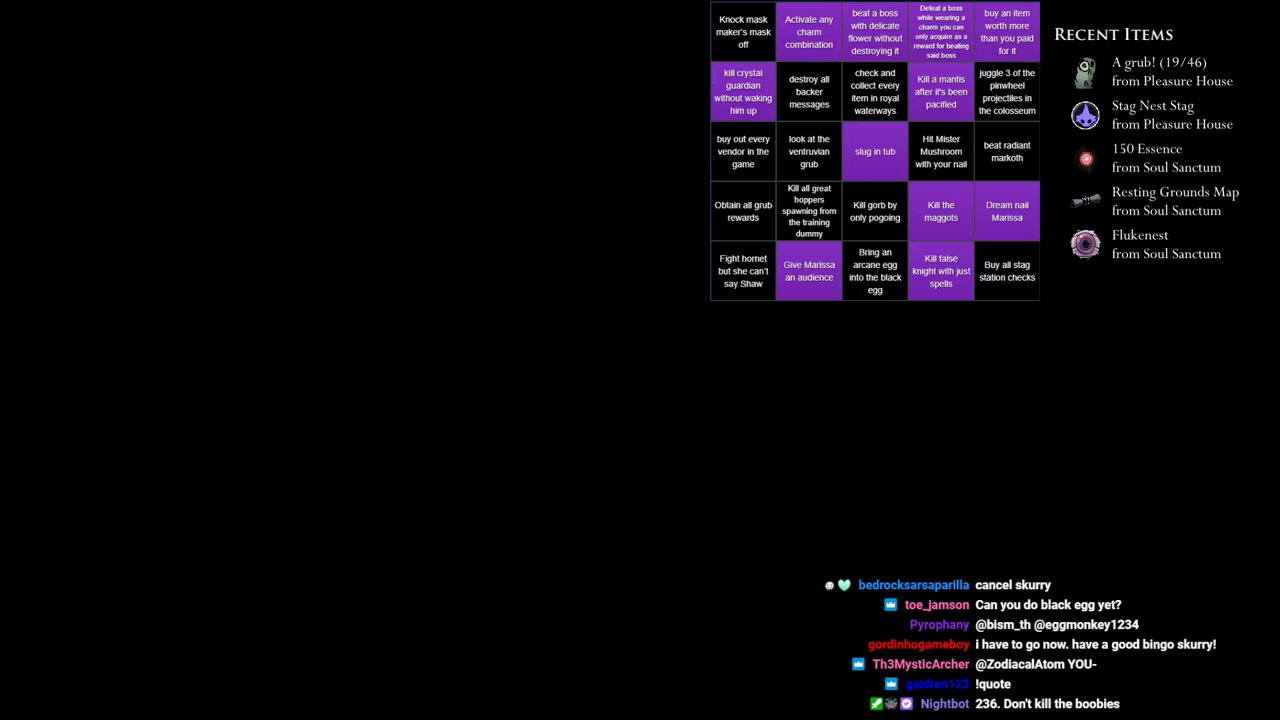 Knock mask
maker's mask
off
Activate any
charm
combination
beat a boss
with delicate
flower without
destroying it
Defeat a boss
while wearing a
charm you can
only acquire as a
reward for beating
said boss
buy an item
worth more
than you paid
for it
kill crystal
guardian
without waking
him up
destroy all
backer
messages
check and
collect every
item in royal
waterways
Kill a mantis
after it's been
pacified
juggle 3 of the
pinwheel
projectiles in
the colosseum
buy out every
vendor in the
game
look at the
ventruvian
grub
slug in tub
Hit Mister
Mushroom
with your nail
beat radiant
markoth
Obtain all grub
rewards
Kill all great
hoppers
spawning from
the training
dummy
Kill gorb by
only pogoing
Kill the
maggots
Dream nail
Marissa
Fight hornet
but she can't
say Shaw
Give Marissa
an audience
Bring an
arcane egg
into the black
egg
Kill false
knight with just
spells
Buy all stag
station checks
RECENT ITEMS
A grub! (19/46)
from Pleasure House
Stag Nest Stag
from Pleasure House
150 Essence
from Soul Sanctum
Resting Grounds Map
from Soul Sanctum
Flukenest
from Soul Sanctum
bedrocksarsaparilla cancel skurry
toe_jamson Can you do black egg yet?
Pyrophany @bism_th @eggmonkey1234
gordinhogameboy i have to go now. have a good bingo skurry!
Th3MysticArcher @ZodiacalAtom YOU-
gaidren123 !quote
Nightbot 236. Don't kill the boobies